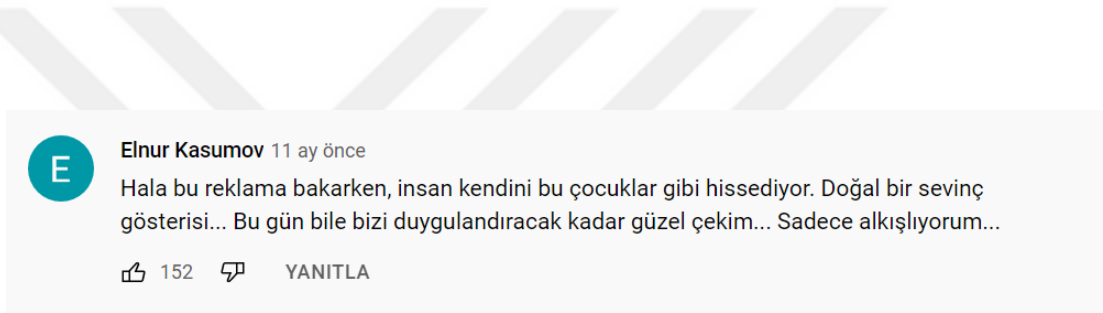 E
Elnur Kasumov 11 ay önce
Hala bu reklama bakarken, insan kendini bu çocuklar gibi hissediyor. Doğal bir sevinç
gösterisi... Bu gün bile bizi duygulandıracak kadar güzel çekim... Sadece alkışlıyorum...
152 YANITLA